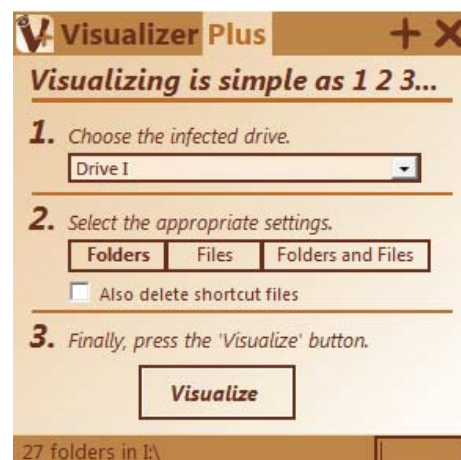 Visualizer Plus
Visualizing is simple as 1 2 3...
1. Choose the infected drive.
Drive I
2. Select the appropriate settings.
Folders Files Folders and Files
Also delete shortcut files
3. Finally, press the 'Visualize' button.
Visualize
27 folders in I:\